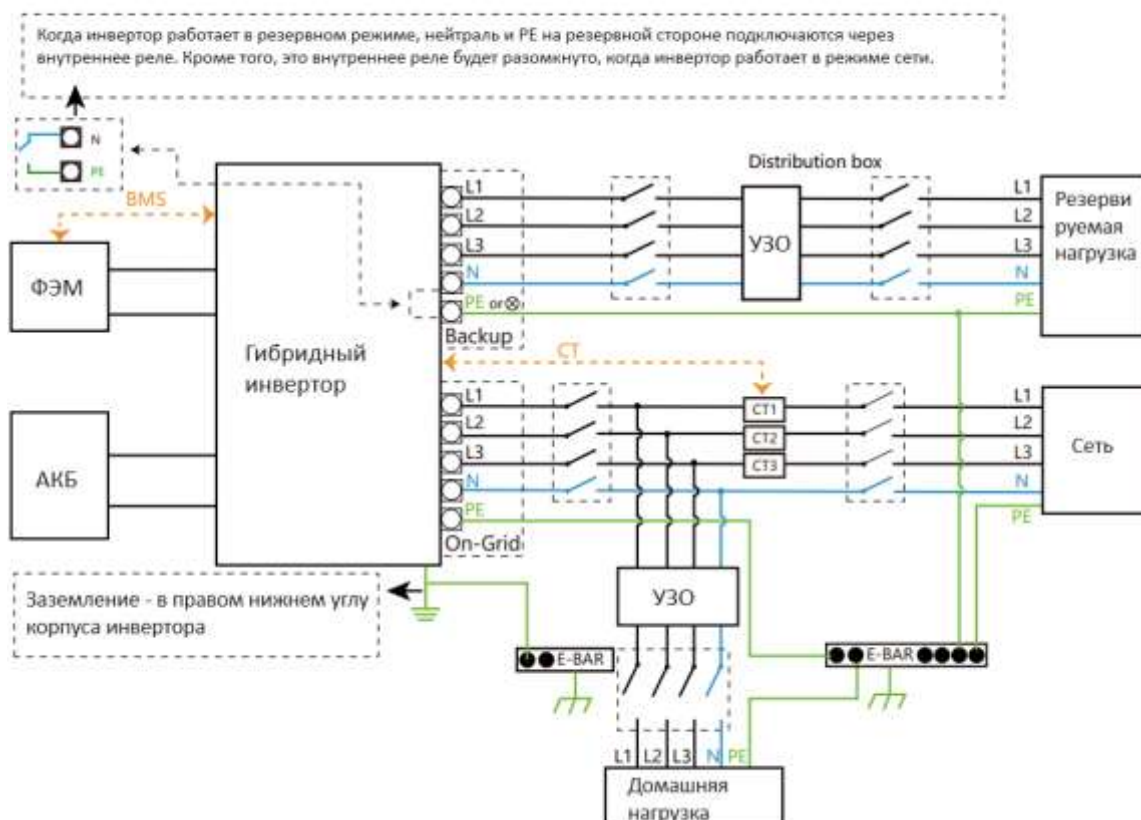 Когда инвертор работает в резервном режиме, нейтраль и PE на резервной стороне подключаются через
внутреннее реле. Кроме того, это внутреннее реле будет разомкнуто, когда инвертор работает в режиме сети.
N
PE
BMS
ФЭМ
АКБ
Гибридный
инвертор
L1
L2
L3
N
PE or⊗
Backup
Distribution box
УЗО
L1
L2
L3
N
PE
Резерви
руемая
нагрузка
CT
L1
L2
L3
N
PE
On-Grid
CT1
CT2
CT3
L1
L2
L3
N
PE
Сеть
Заземление - в правом нижнем углу
корпуса инвертора
УЗО
E-BAR
E-BAR
L1 L2 L3 N PE
Домашняя
нагрузка